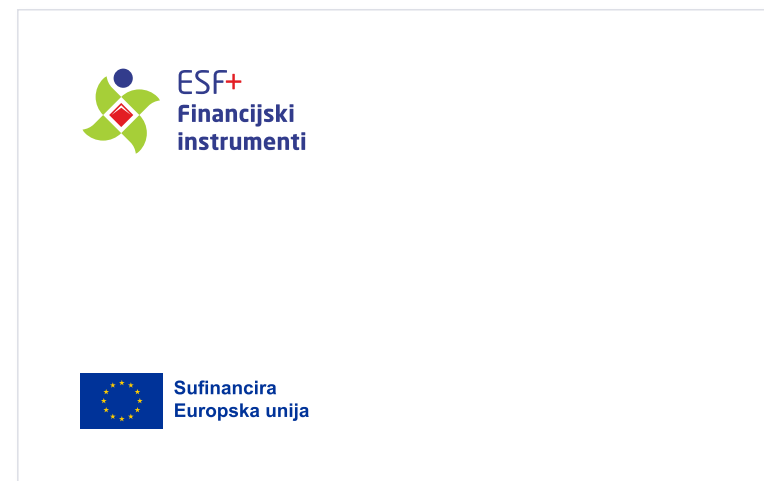 ESF+
Financijski
instrumenti
Sufinancira
Europska unija